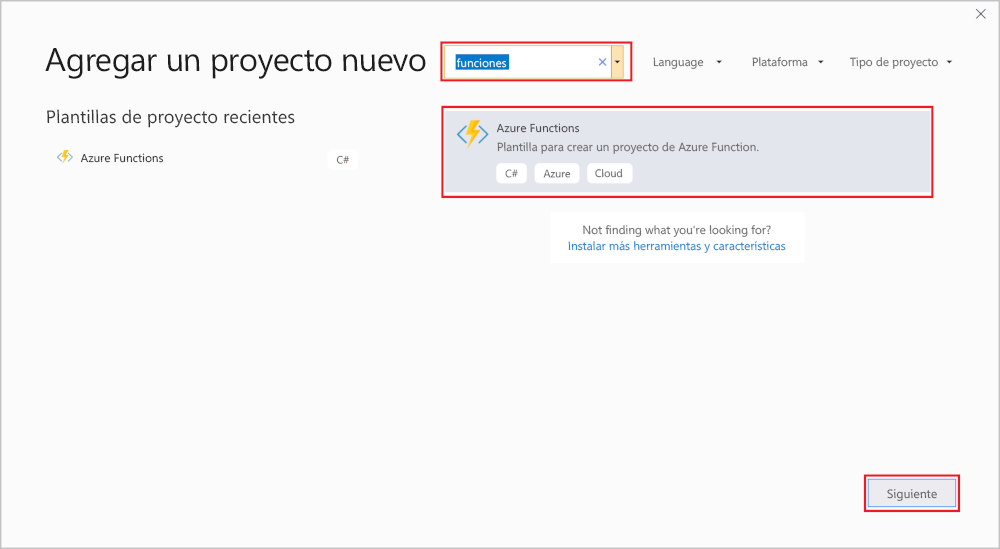 Agregar un proyecto nuevo
funciones
Language
Plataforma
Tipo de proyecto
Plantillas de proyecto recientes
Azure Functions
C#
Azure Functions
Plantilla para crear un proyecto de Azure Function.
C#
Azure
Cloud
Not finding what you're looking for?
Instalar más herramientas y características
Siguiente